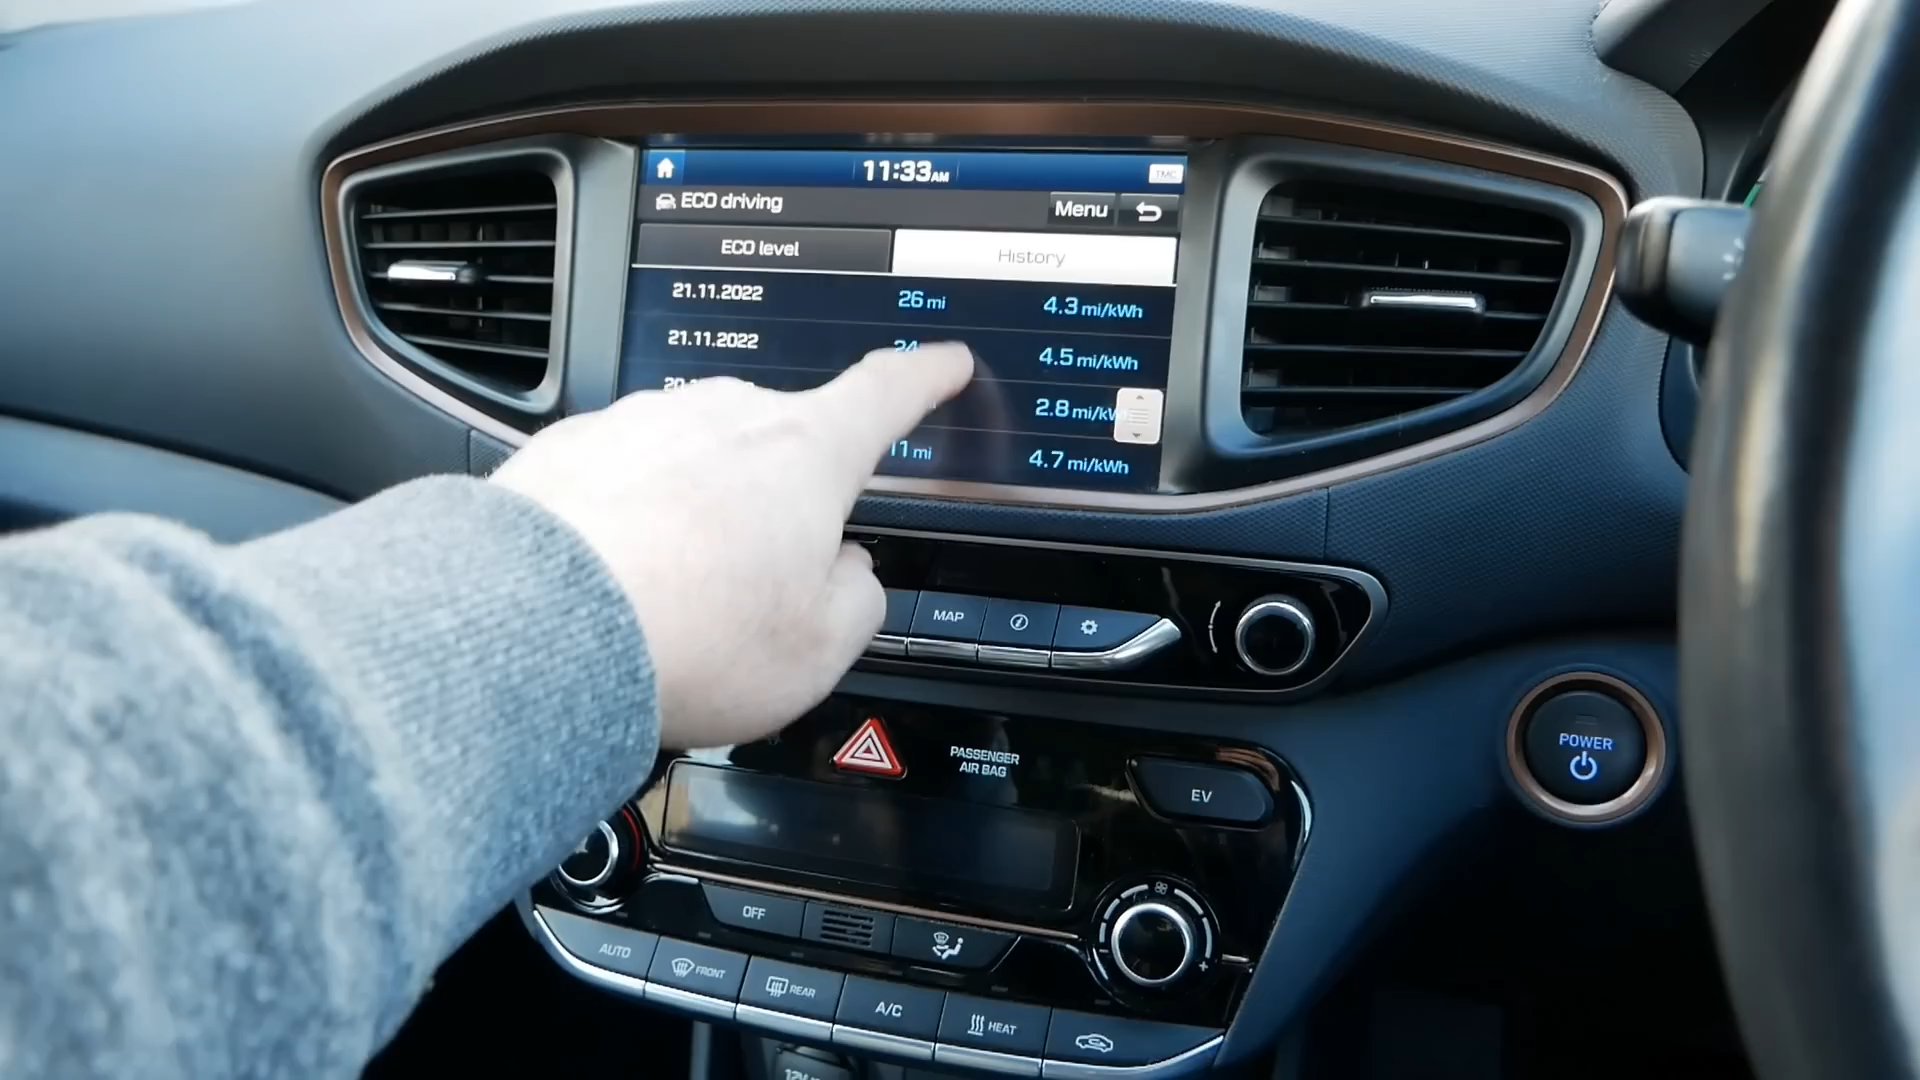 11:33AM TMC
ECO driving Menu
ECO level History
21.11.2022 26 mi 4.3 mi/kWh
21.11.2022 24 4.5 mi/kWh
2.8
11 mi 4.7 mi/kWh
MAP
POWER
PASSENGER
AIR BAG
EV
OFF
AUTO FRONT REAR A/C HEAT